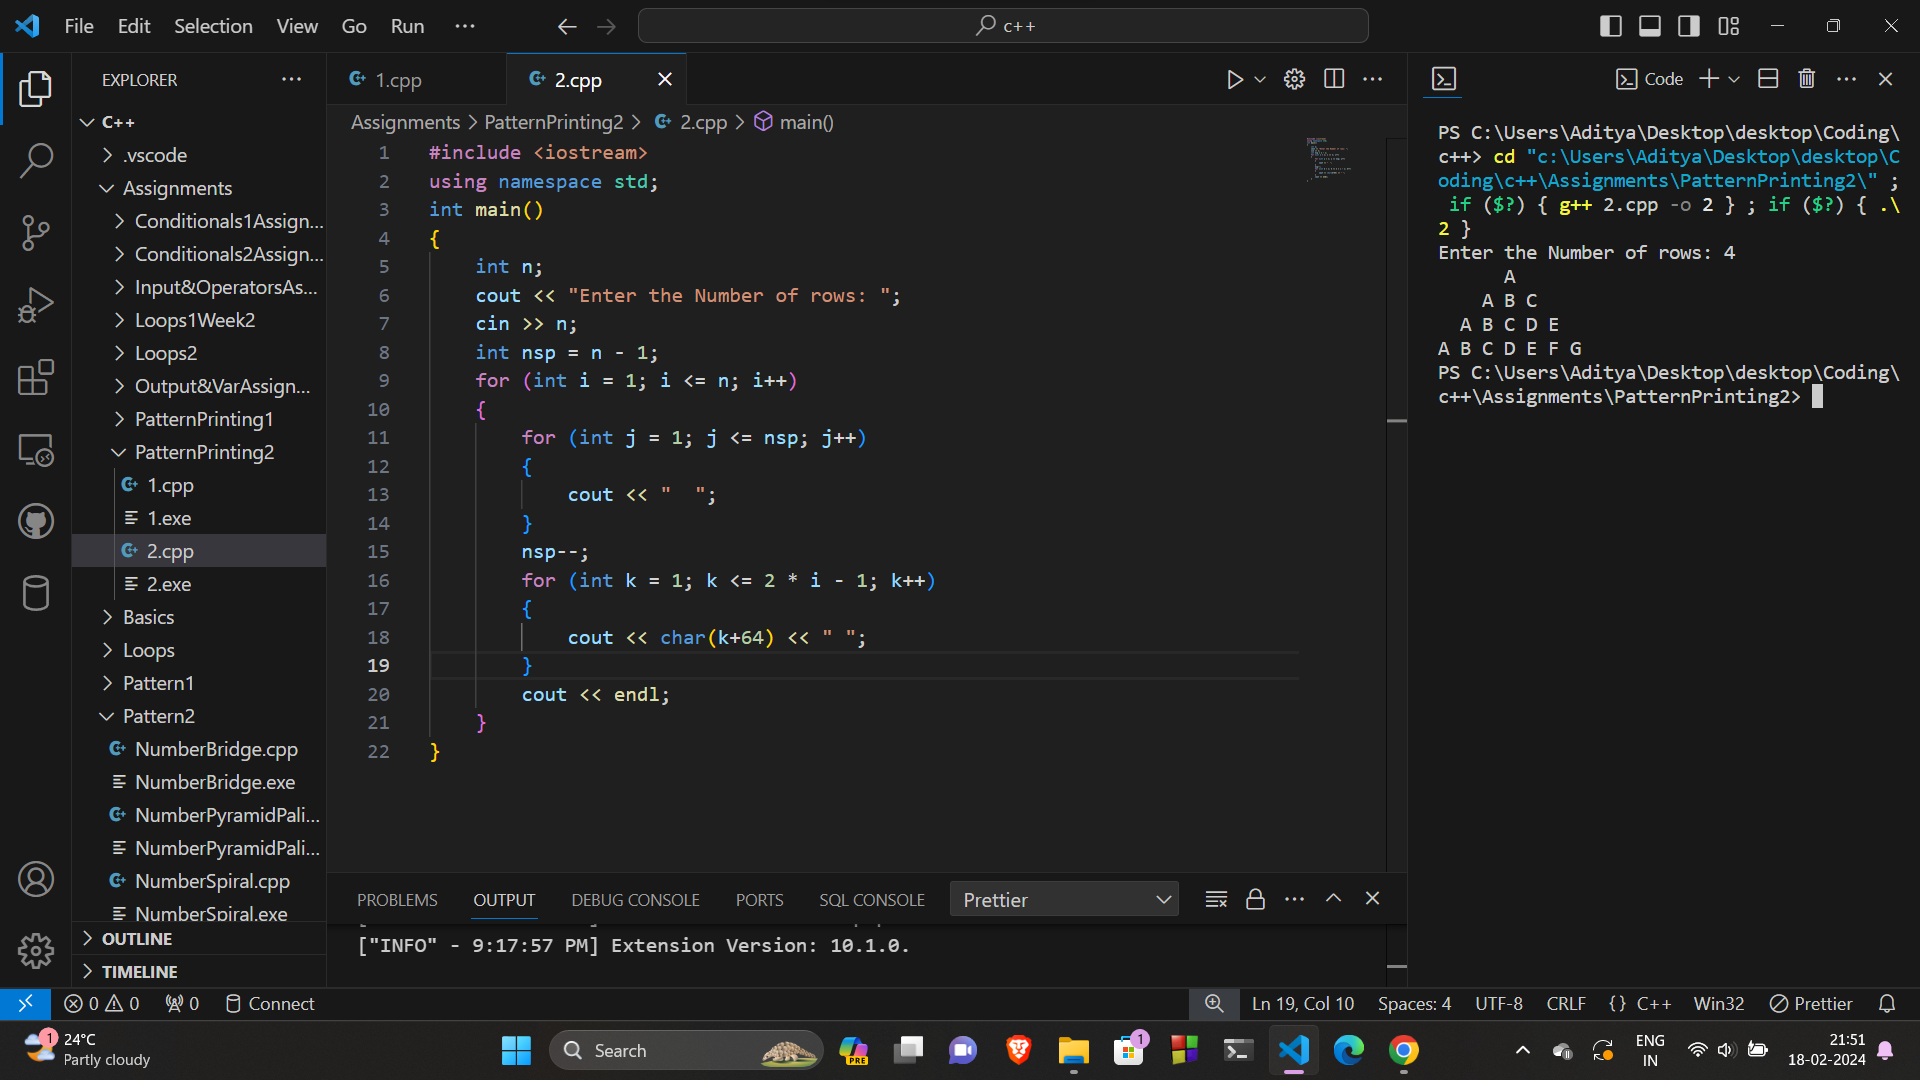 File Edit Selection View Go Run ··· c++
EXPLORER ···
C++
.vscode
Assignments
Conditionals1Assign...
Conditionals2Assign...
Input&OperatorsAs...
Loops1Week2
Loops2
Output&VarAssign...
PatternPrinting1
PatternPrinting2
1.cpp
1.exe
2.cpp
2.exe
Basics
Loops
Pattern1
Pattern2
NumberBridge.cpp
NumberBridge.exe
NumberPyramidPali...
NumberPyramidPali...
NumberSpiral.cpp
NumberSpiral.exe
OUTLINE
TIMELINE
1.cpp 2.cpp
Assignments > PatternPrinting2 > 2.cpp > main()
1 #include <iostream>
2 using namespace std;
3 int main()
4 {
5 int n;
6 cout << "Enter the Number of rows: ";
7 cin >> n;
8 int nsp = n - 1;
9 for (int i = 1; i <= n; i++)
10 {
11 for (int j = 1; j <= nsp; j++)
12 {
13 cout << "  ";
14 }
15 nsp--;
16 for (int k = 1; k <= 2 * i - 1; k++)
17 {
18 cout << char(k+64) << " ";
19 }
20 cout << endl;
21 }
22 }
PROBLEMS OUTPUT DEBUG CONSOLE PORTS SQL CONSOLE Prettier
["INFO" - 9:17:57 PM] Extension Version: 10.1.0.
Code
PS C:\Users\Aditya\Desktop\desktop\Coding\
c++> cd "c:\Users\Aditya\Desktop\desktop\C
oding\c++\Assignments\PatternPrinting2\" ;
if ($?) { g++ 2.cpp -o 2 } ; if ($?) { .\
2 }
Enter the Number of rows: 4
A
A B C
A B C D E
A B C D E F G
PS C:\Users\Aditya\Desktop\desktop\Coding\
c++\Assignments\PatternPrinting2>
0 0 0 Connect Ln 19, Col 10 Spaces: 4 UTF-8 CRLF {} C++ Win32 Prettier
1 24°C
Partly cloudy
Search
PRE
1
ENG
IN
21:51
18-02-2024